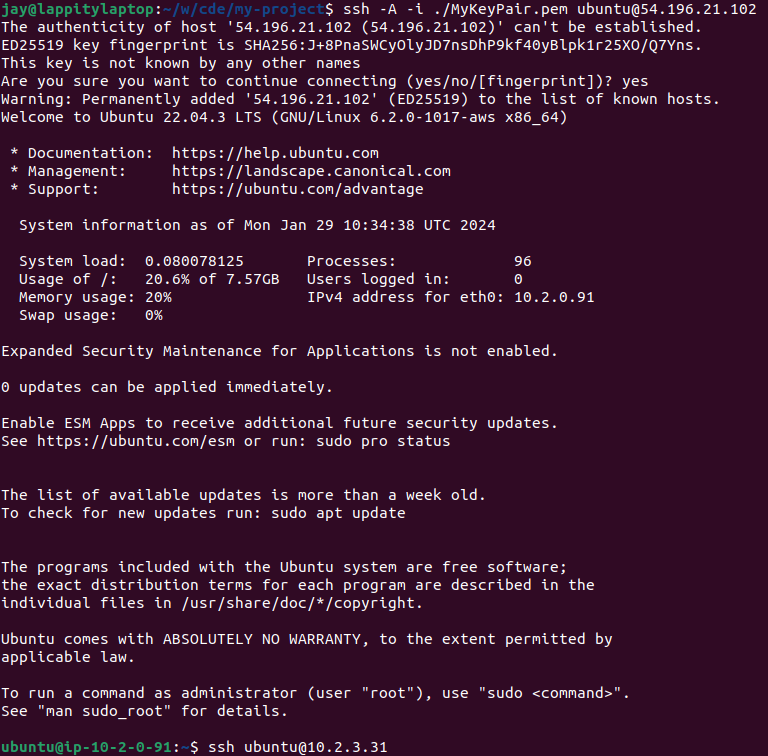 jay@lappitylaptop:~/w/cde/my-project$ ssh -A -i ./MyKeyPair.pem ubuntu@54.196.21.102
The authenticity of host '54.196.21.102 (54.196.21.102)' can't be established.
ED25519 key fingerprint is SHA256:J+8PnaSWCyOlyJD7nsDhP9kf40yBlpk1r25XO/Q7Yns.
This key is not known by any other names
Are you sure you want to continue connecting (yes/no/[fingerprint])? yes
Warning: Permanently added '54.196.21.102' (ED25519) to the list of known hosts.
Welcome to Ubuntu 22.04.3 LTS (GNU/Linux 6.2.0-1017-aws x86_64)
* Documentation:  https://help.ubuntu.com
* Management:     https://landscape.canonical.com
* Support:        https://ubuntu.com/advantage
System information as of Mon Jan 29 10:34:38 UTC 2024
System load:  0.080078125       Processes:             96
Usage of /:   20.6% of 7.57GB   Users logged in:       0
Memory usage: 20%               IPv4 address for eth0: 10.2.0.91
Swap usage:   0%
Expanded Security Maintenance for Applications is not enabled.
0 updates can be applied immediately.
Enable ESM Apps to receive additional future security updates.
See https://ubuntu.com/esm or run: sudo pro status
The list of available updates is more than a week old.
To check for new updates run: sudo apt update
The programs included with the Ubuntu system are free software;
the exact distribution terms for each program are described in the
individual files in /usr/share/doc/*/copyright.
Ubuntu comes with ABSOLUTELY NO WARRANTY, to the extent permitted by
applicable law.
To run a command as administrator (user "root"), use "sudo <command>".
See "man sudo_root" for details.
ubuntu@ip-10-2-0-91:~$ ssh ubuntu@10.2.3.31